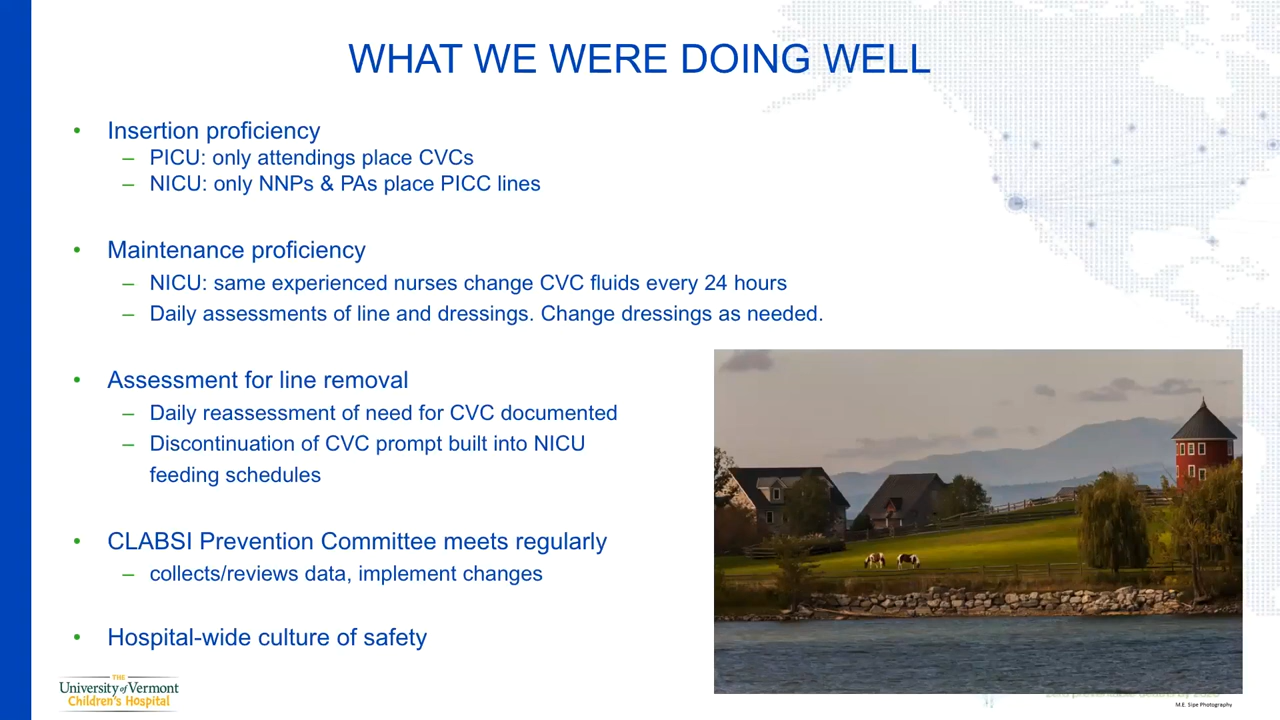 WHAT WE WERE DOING WELL
• Insertion proficiency
– PICU: only attendings place CVCs
– NICU: only NNPs & PAs place PICC lines
• Maintenance proficiency
– NICU: same experienced nurses change CVC fluids every 24 hours
– Daily assessments of line and dressings. Change dressings as needed.
• Assessment for line removal
– Daily reassessment of need for CVC documented
– Discontinuation of CVC prompt built into NICU
feeding schedules
• CLABSI Prevention Committee meets regularly
– collects/reviews data, implement changes
• Hospital-wide culture of safety
THE
University of Vermont
Children's Hospital
M.E. Sipe Photography